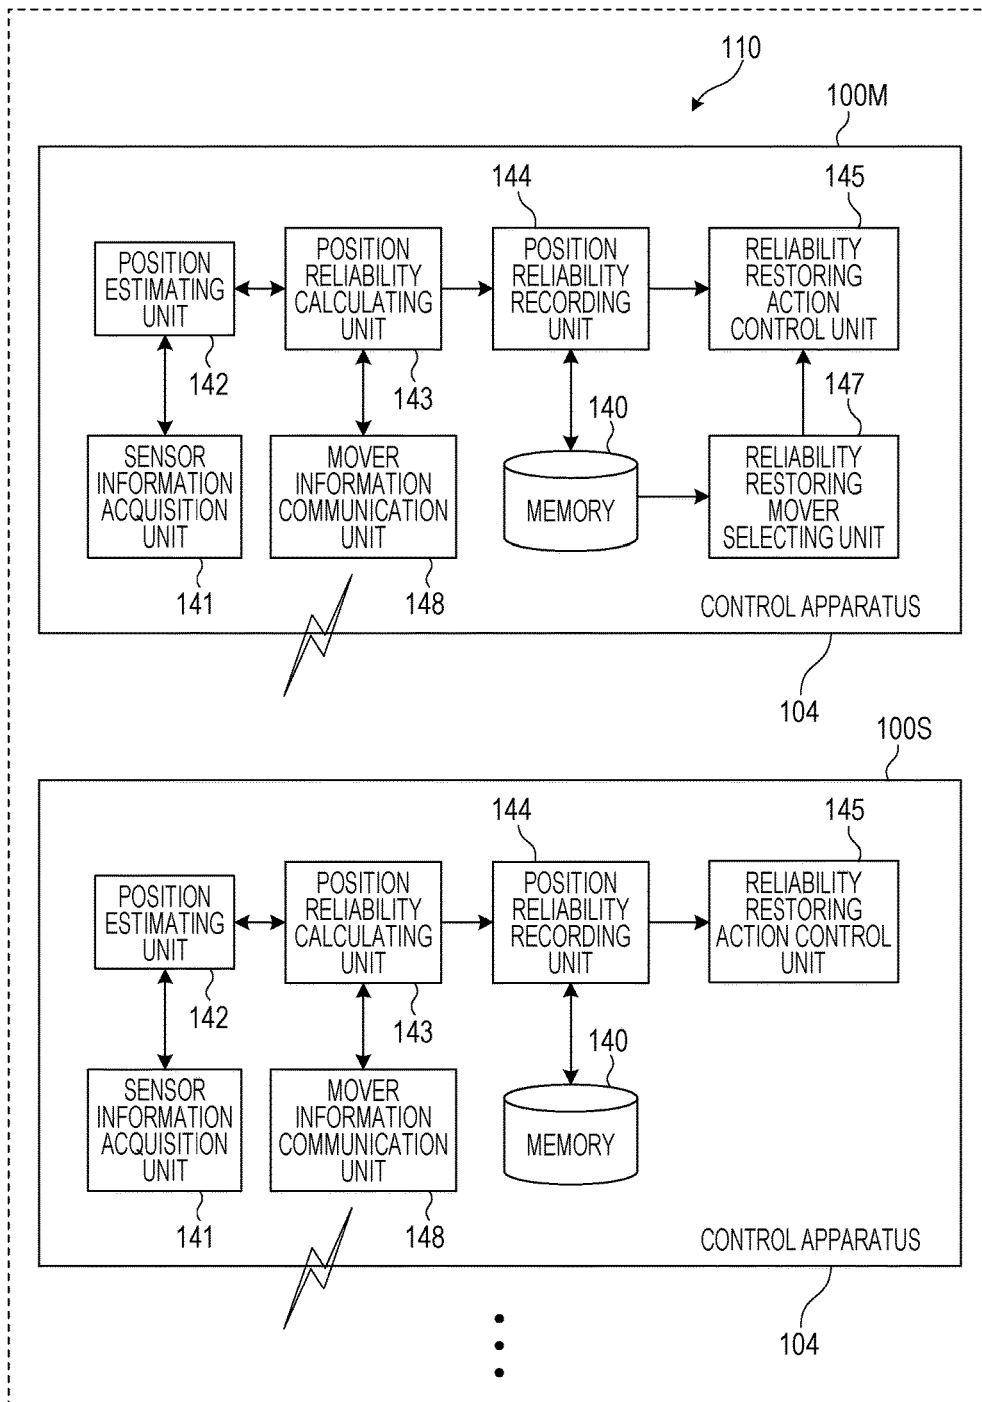 110
100M
144
145
POSITION
ESTIMATING
UNIT
POSITION
RELIABILITY
CALCULATING
UNIT
POSITION
RELIABILITY
RECORDING
UNIT
RELIABILITY
RESTORING
ACTION
CONTROL UNIT
142
143
140
147
SENSOR
INFORMATION
ACQUISITION
UNIT
MOVER
INFORMATION
COMMUNICATION
UNIT
MEMORY
RELIABILITY
RESTORING
MOVER
SELECTING UNIT
141
148
CONTROL APPARATUS
104
100S
144
145
POSITION
ESTIMATING
UNIT
POSITION
RELIABILITY
CALCULATING
UNIT
POSITION
RELIABILITY
RECORDING
UNIT
RELIABILITY
RESTORING
ACTION CONTROL
UNIT
142
143
140
SENSOR
INFORMATION
ACQUISITION
UNIT
MOVER
INFORMATION
COMMUNICATION
UNIT
MEMORY
141
148
CONTROL APPARATUS
104